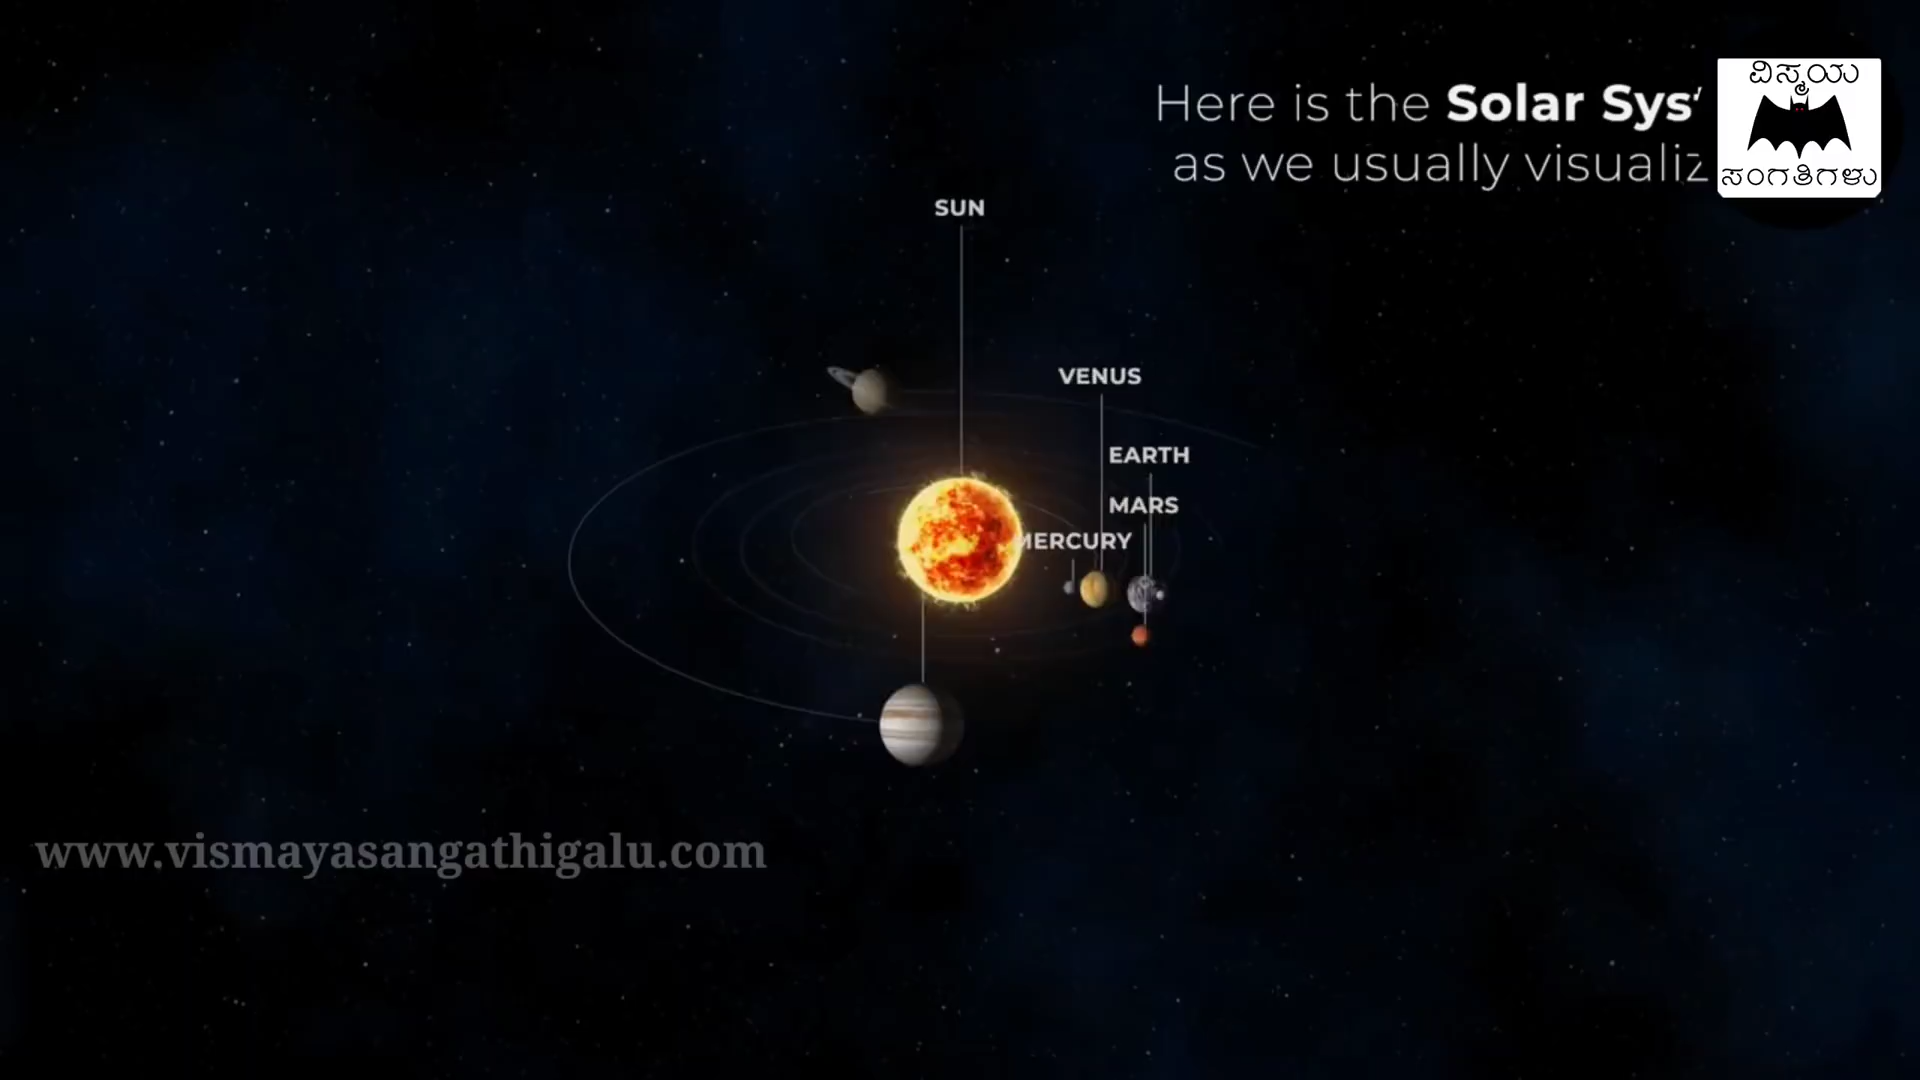 Here is the Solar Sys
as we usually visualiz
ವಿಸ್ಮಯ
ಸಂಗತಿಗಳು
SUN
VENUS
EARTH
MARS
MERCURY
www.vismayasangathigalu.com